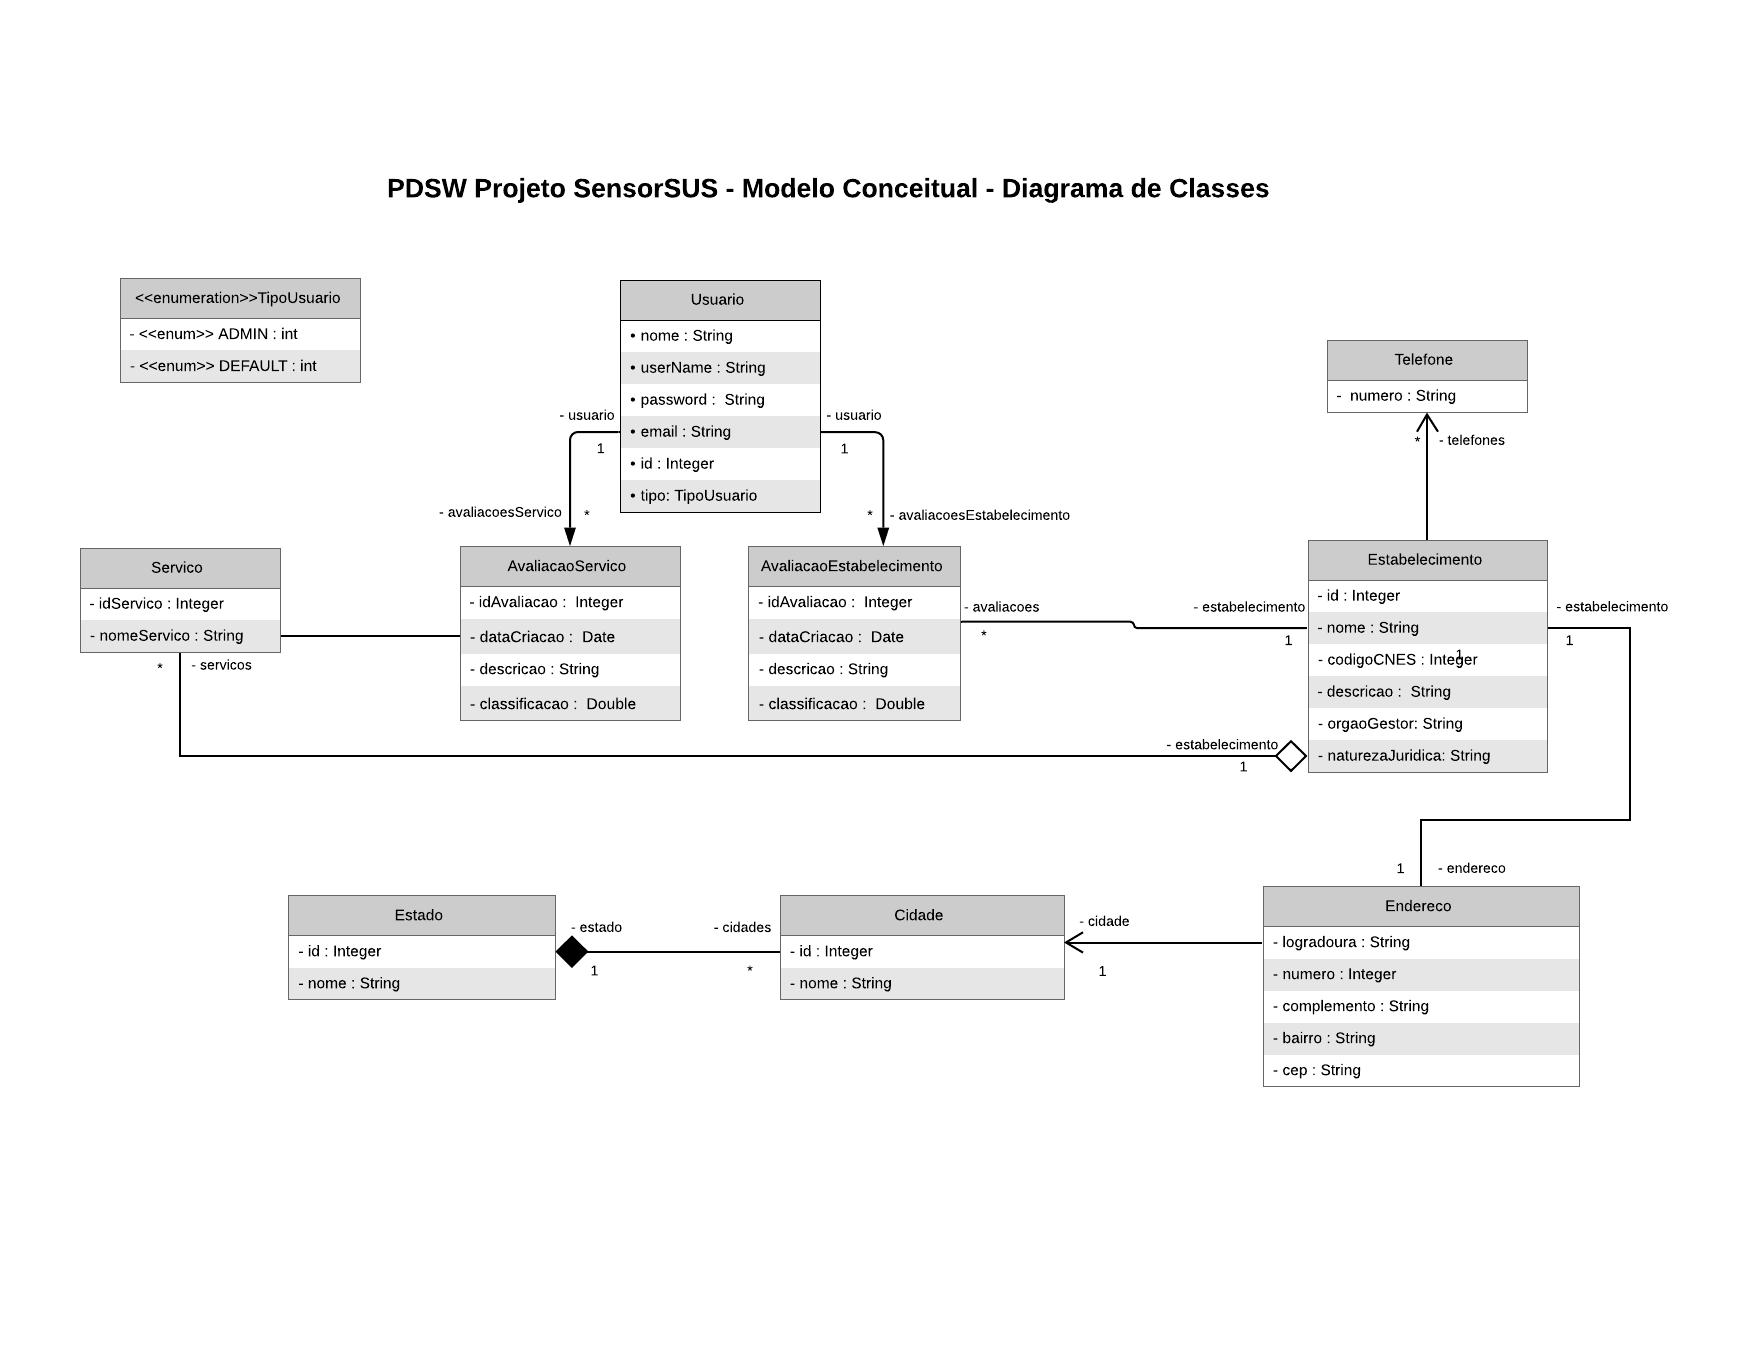 PDSW Projeto SensorSUS - Modelo Conceitual - Diagrama de Classes
<<enumeration>>TipoUsuario
- <<enum>> ADMIN : int
- <<enum>> DEFAULT : int
Usuario
• nome : String
• userName : String
• password :  String
• email : String
• id : Integer
• tipo: TipoUsuario
- usuario
1
- usuario
1
- avaliacoesServico
*
*
- avaliacoesEstabelecimento
Telefone
-  numero : String
*
- telefones
Servico
- idServico : Integer
- nomeServico : String
*
- servicos
AvaliacaoServico
- idAvaliacao :  Integer
- dataCriacao :  Date
- descricao : String
- classificacao :  Double
AvaliacaoEstabelecimento
- idAvaliacao :  Integer
- dataCriacao :  Date
- descricao : String
- classificacao :  Double
- avaliacoes
*
- estabelecimento
1
Estabelecimento
- id : Integer
- nome : String
1
- codigoCNES : Integer
- descricao :  String
- orgaoGestor: String
- naturezaJuridica: String
- estabelecimento
1
- estabelecimento
1
1
- endereco
Estado
- id : Integer
- nome : String
- estado
1
- cidades
*
Cidade
- id : Integer
- nome : String
- cidade
1
Endereco
- logradoura : String
- numero : Integer
- complemento : String
- bairro : String
- cep : String